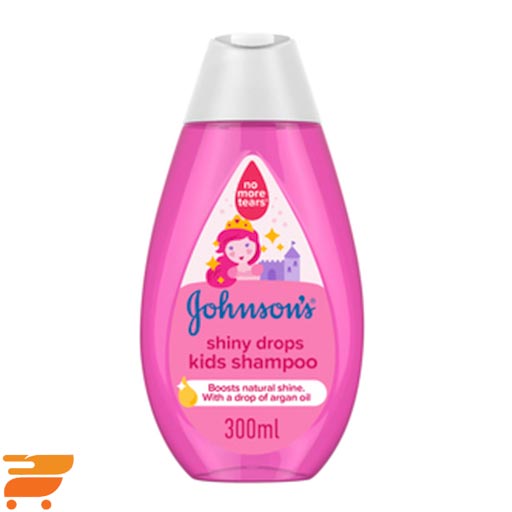 no
more
tears®
Johnson's®
shiny drops
kids shampoo
Boosts natural shine.
With a drop of argan oil
300ml